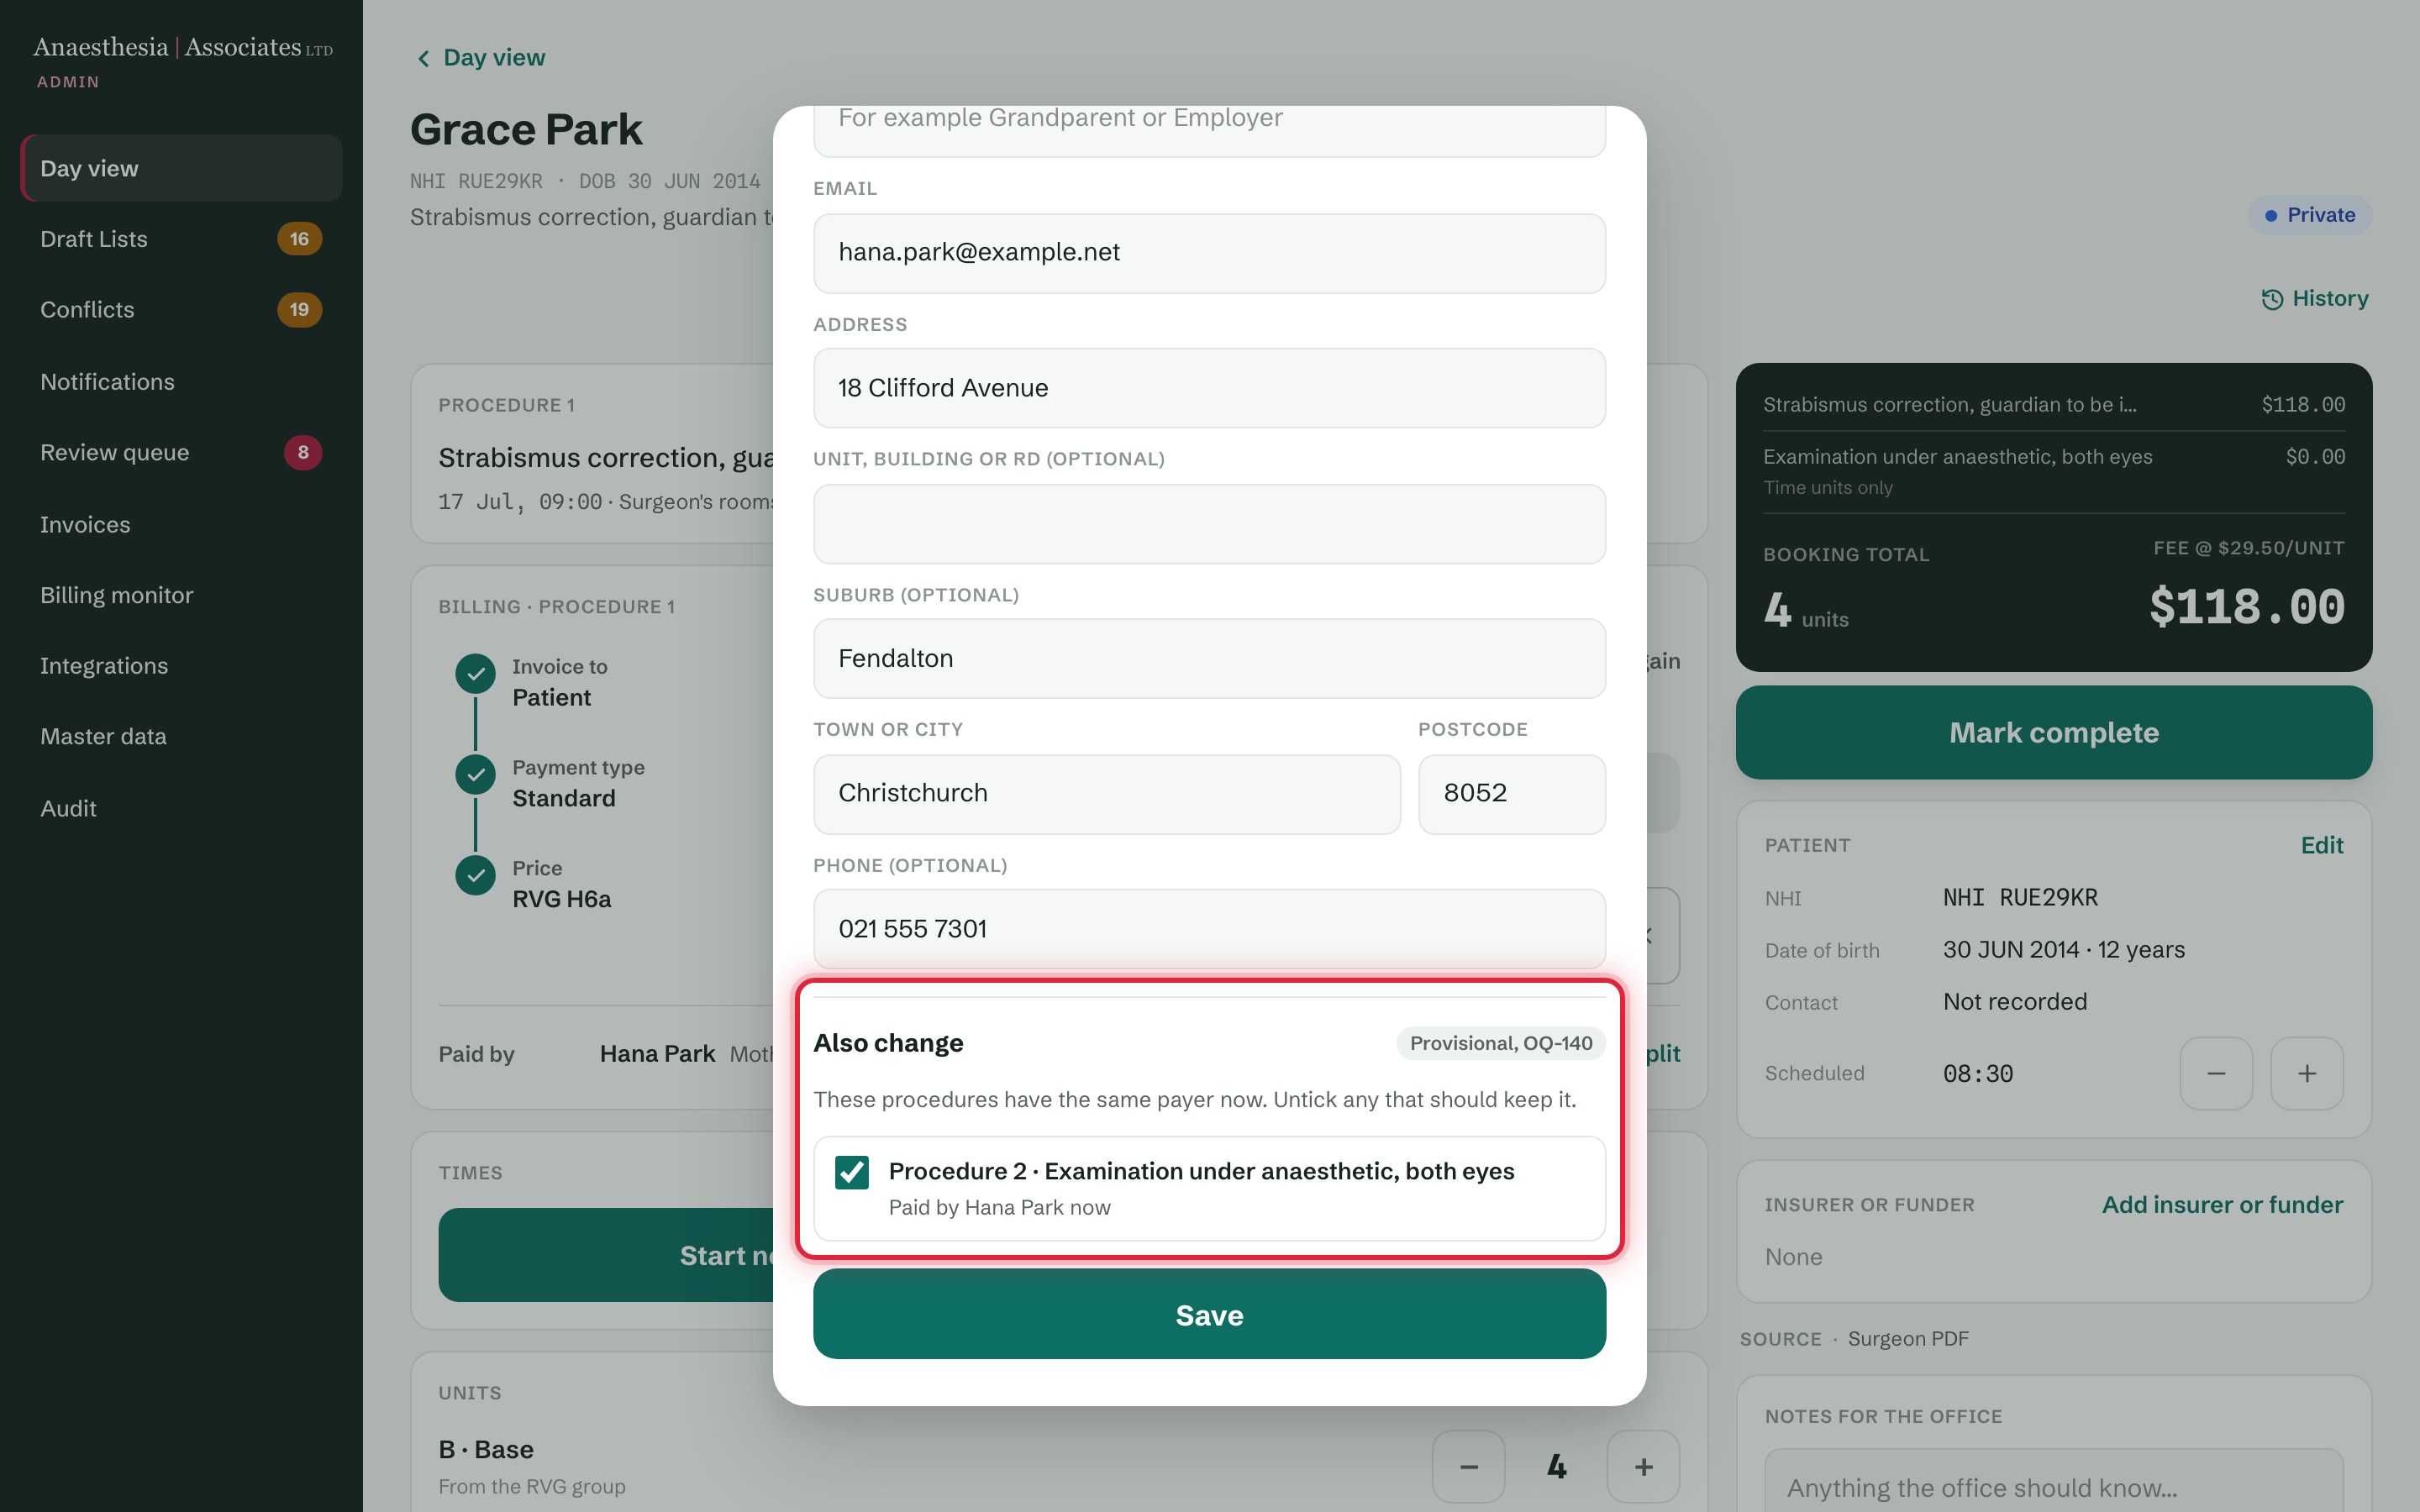 Anaesthesia | Associates LTD
ADMIN
Day view
Draft Lists 16
Conflicts 19
Notifications
Review queue 8
Invoices
Billing monitor
Integrations
Master data
Audit
Day view
Grace Park
NHI RUE29KR · DOB 30 JUN 2014
Strabismus correction, guardian
Private
History
PROCEDURE 1
Strabismus correction,
17 Jul, 09:00 · Surgeon's rooms
BILLING · PROCEDURE 1
Invoice to
Patient
Payment type
Standard
Price
RVG H6a
Paid by Hana Park
TIMES
Start
UNITS
B · Base
From the RVG group
− 4 +
For example Grandparent or Employer
EMAIL
hana.park@example.net
ADDRESS
18 Clifford Avenue
UNIT, BUILDING OR RD (OPTIONAL)
SUBURB (OPTIONAL)
Fendalton
TOWN OR CITY POSTCODE
Christchurch 8052
PHONE (OPTIONAL)
021 555 7301
Also change Provisional, OQ-140
These procedures have the same payer now. Untick any that should keep it.
Procedure 2 · Examination under anaesthetic, both eyes
Paid by Hana Park now
Save
Strabismus correction, guardian to be i... $118.00
Examination under anaesthetic, both eyes $0.00
Time units only
BOOKING TOTAL FEE @ $29.50/UNIT
4 units $118.00
Mark complete
PATIENT Edit
NHI NHI RUE29KR
Date of birth 30 JUN 2014 · 12 years
Contact Not recorded
Scheduled 08:30 − +
INSURER OR FUNDER Add insurer or funder
None
SOURCE · Surgeon PDF
NOTES FOR THE OFFICE
Anything the office should know...